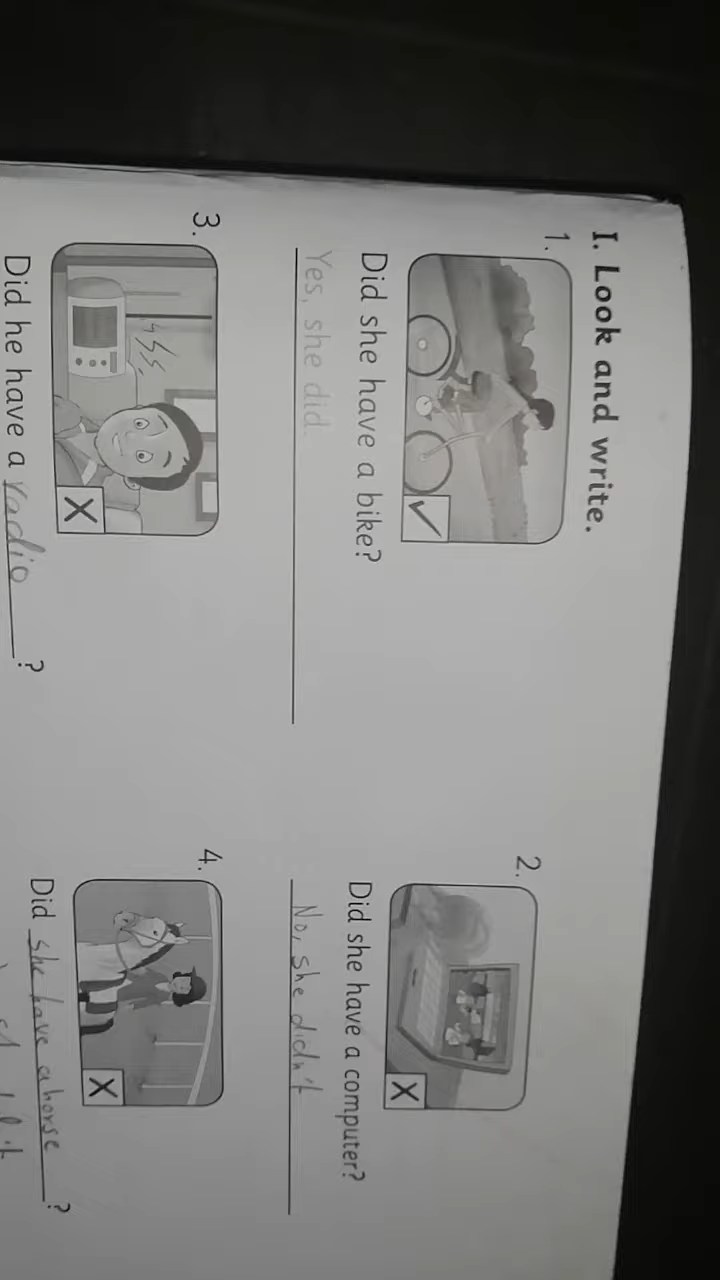 I. Look and write.
1.
Did she have a bike?
Yes, she did.
2.
Did she have a computer?
No, she didn't
3.
Did he have a radio ?
4.
Did she have a horse ?